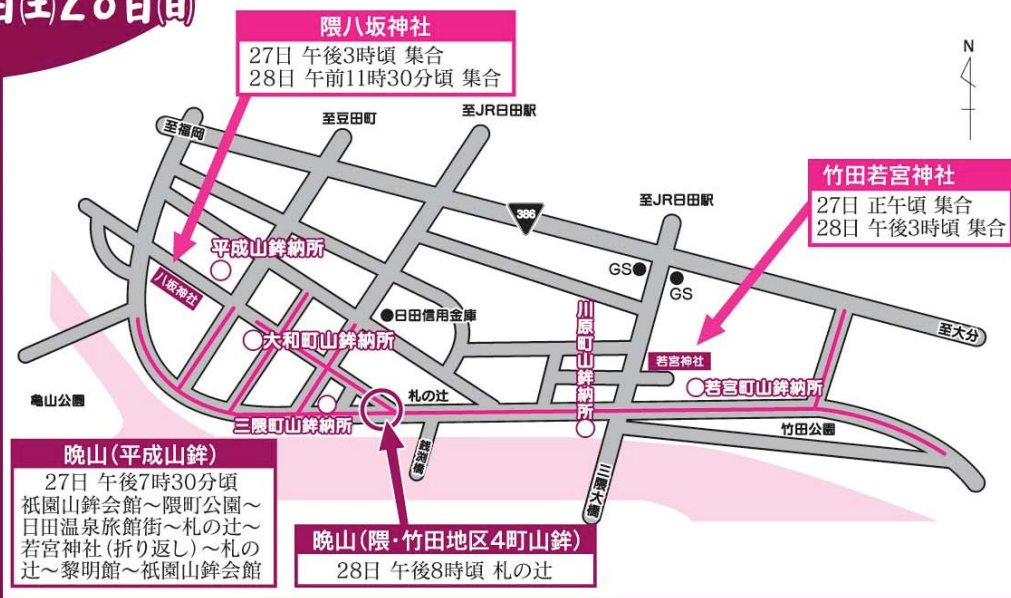 日(土)28日(日)
隈八坂神社
27日 午後3時頃 集合
28日 午前11時30分頃 集合
N
至福岡
至豆田町
至JR日田駅
386
至JR日田駅
竹田若宮神社
27日 正午頃 集合
28日 午後3時頃 集合
平成山鉾納所
八坂神社
GS
GS
日田信用金庫
大和町山鉾納所
川原町山鉾納所
若宮神社
若宮町山鉾納所
至大分
亀山公園
札の辻
三隈町山鉾納所
銭渕橋
三隈大橋
竹田公園
晩山(平成山鉾)
27日 午後7時30分頃
祇園山鉾会館～隈町公園～
日田温泉旅館街～札の辻～
若宮神社(折り返し)～札の
辻～黎明館～祇園山鉾会館
晩山(隈・竹田地区4町山鉾)
28日 午後8時頃 札の辻